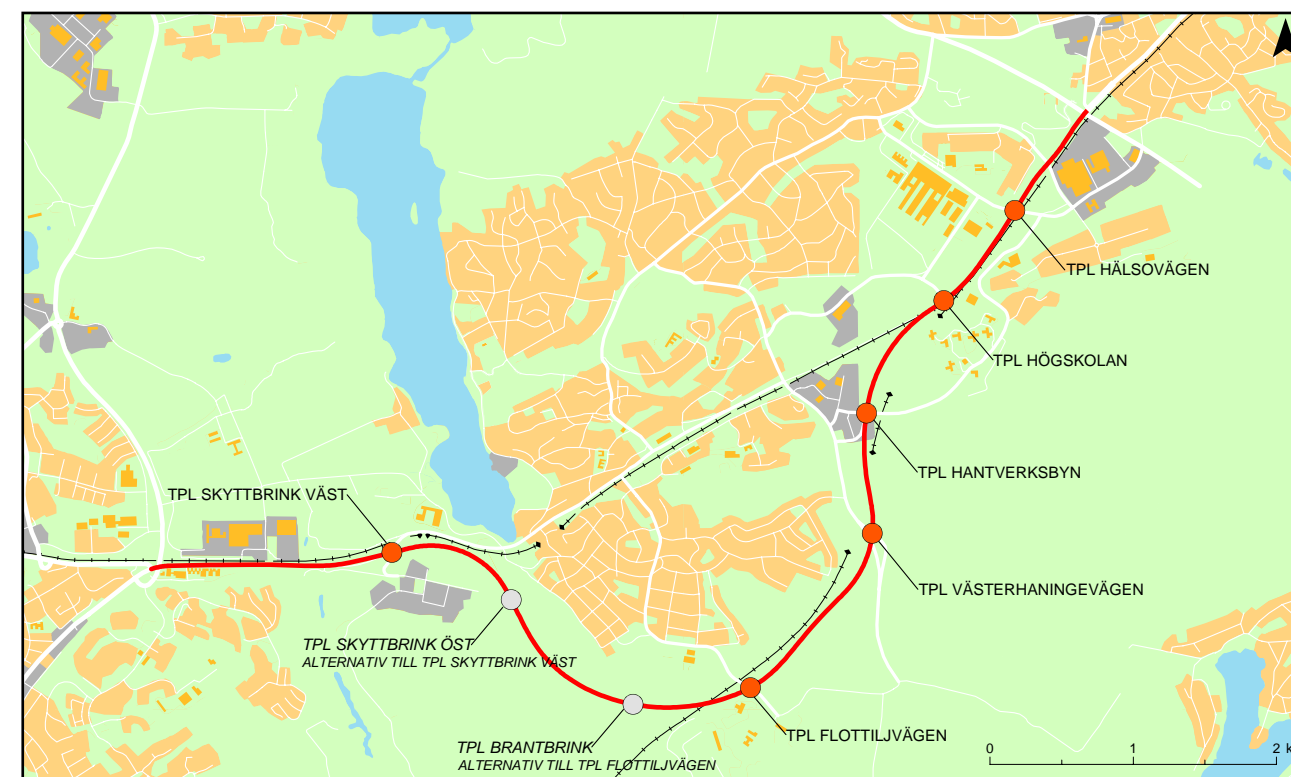 TPL HÄLSOVÄGEN
TPL HÖGSKOLAN
TPL HANTVERKSBYN
TPL SKYTTBRINK VÄST
TPL VÄSTERHANINGEVÄGEN
TPL SKYTTBRINK ÖST
ALTERNATIV TILL TPL SKYTTBRINK VÄST
TPL FLOTTILJVÄGEN
TPL BRANTBRINK
ALTERNATIV TILL TPL FLOTTILJVÄGEN
0 1 2 k